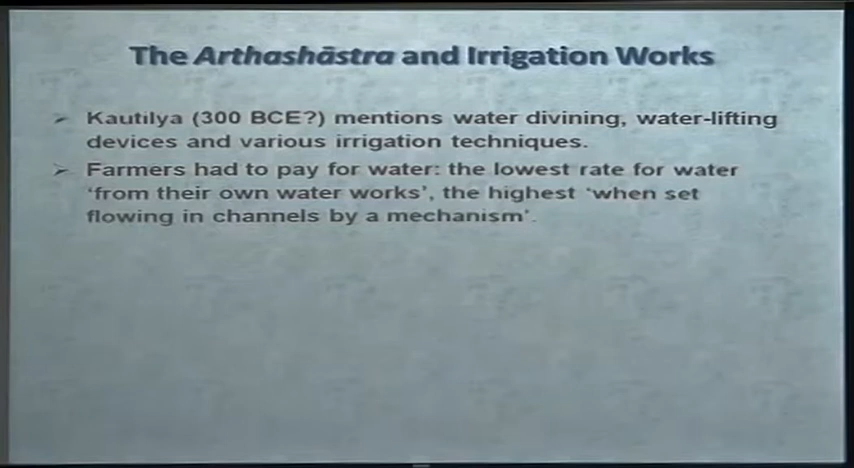 The Arthashāstra and Irrigation Works
➢ Kautilya (300 BCE?) mentions water divining, water-lifting
devices and various irrigation techniques.
➢ Farmers had to pay for water: the lowest rate for water
‘from their own water works’, the highest ‘when set
flowing in channels by a mechanism’.